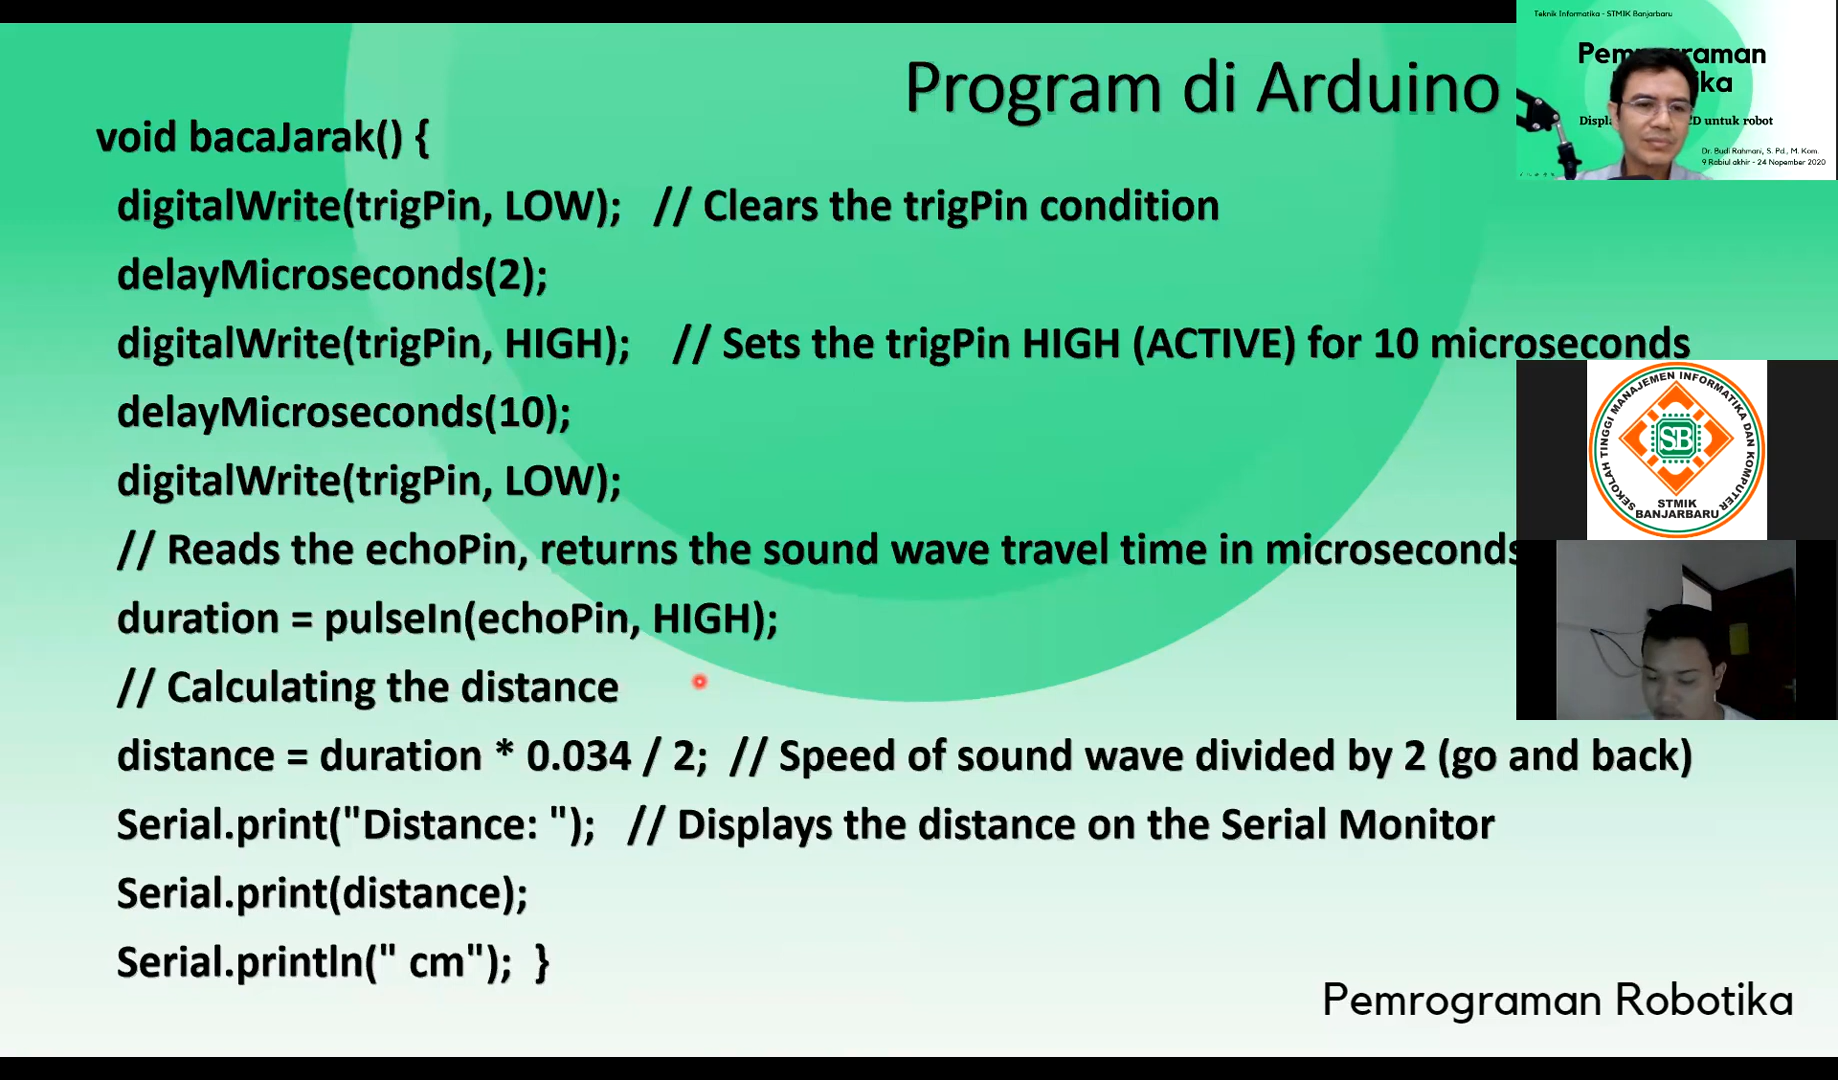 Program di Arduino
void bacaJarak() {
digitalWrite(trigPin, LOW); // Clears the trigPin condition
delayMicroseconds(2);
digitalWrite(trigPin, HIGH); // Sets the trigPin HIGH (ACTIVE) for 10 microseconds
delayMicroseconds(10);
digitalWrite(trigPin, LOW);
// Reads the echoPin, returns the sound wave travel time in microseconds
duration = pulseIn(echoPin, HIGH);
// Calculating the distance
distance = duration * 0.034 / 2; // Speed of sound wave divided by 2 (go and back)
Serial.print("Distance: "); // Displays the distance on the Serial Monitor
Serial.print(distance);
Serial.println(" cm"); }
Pemrograman Robotika
Teknik Informatika - STMIK Banjarbaru
untuk robot
Dr. Budi Rahmani, S. Pd., M. Kom.
9 Rabiul akhir - 24 Nopember 2020
SEKOLAH TINGGI MANAJEMEN INFORMATIKA DAN KOMPUTER
SB
STMIK
BANJARBARU